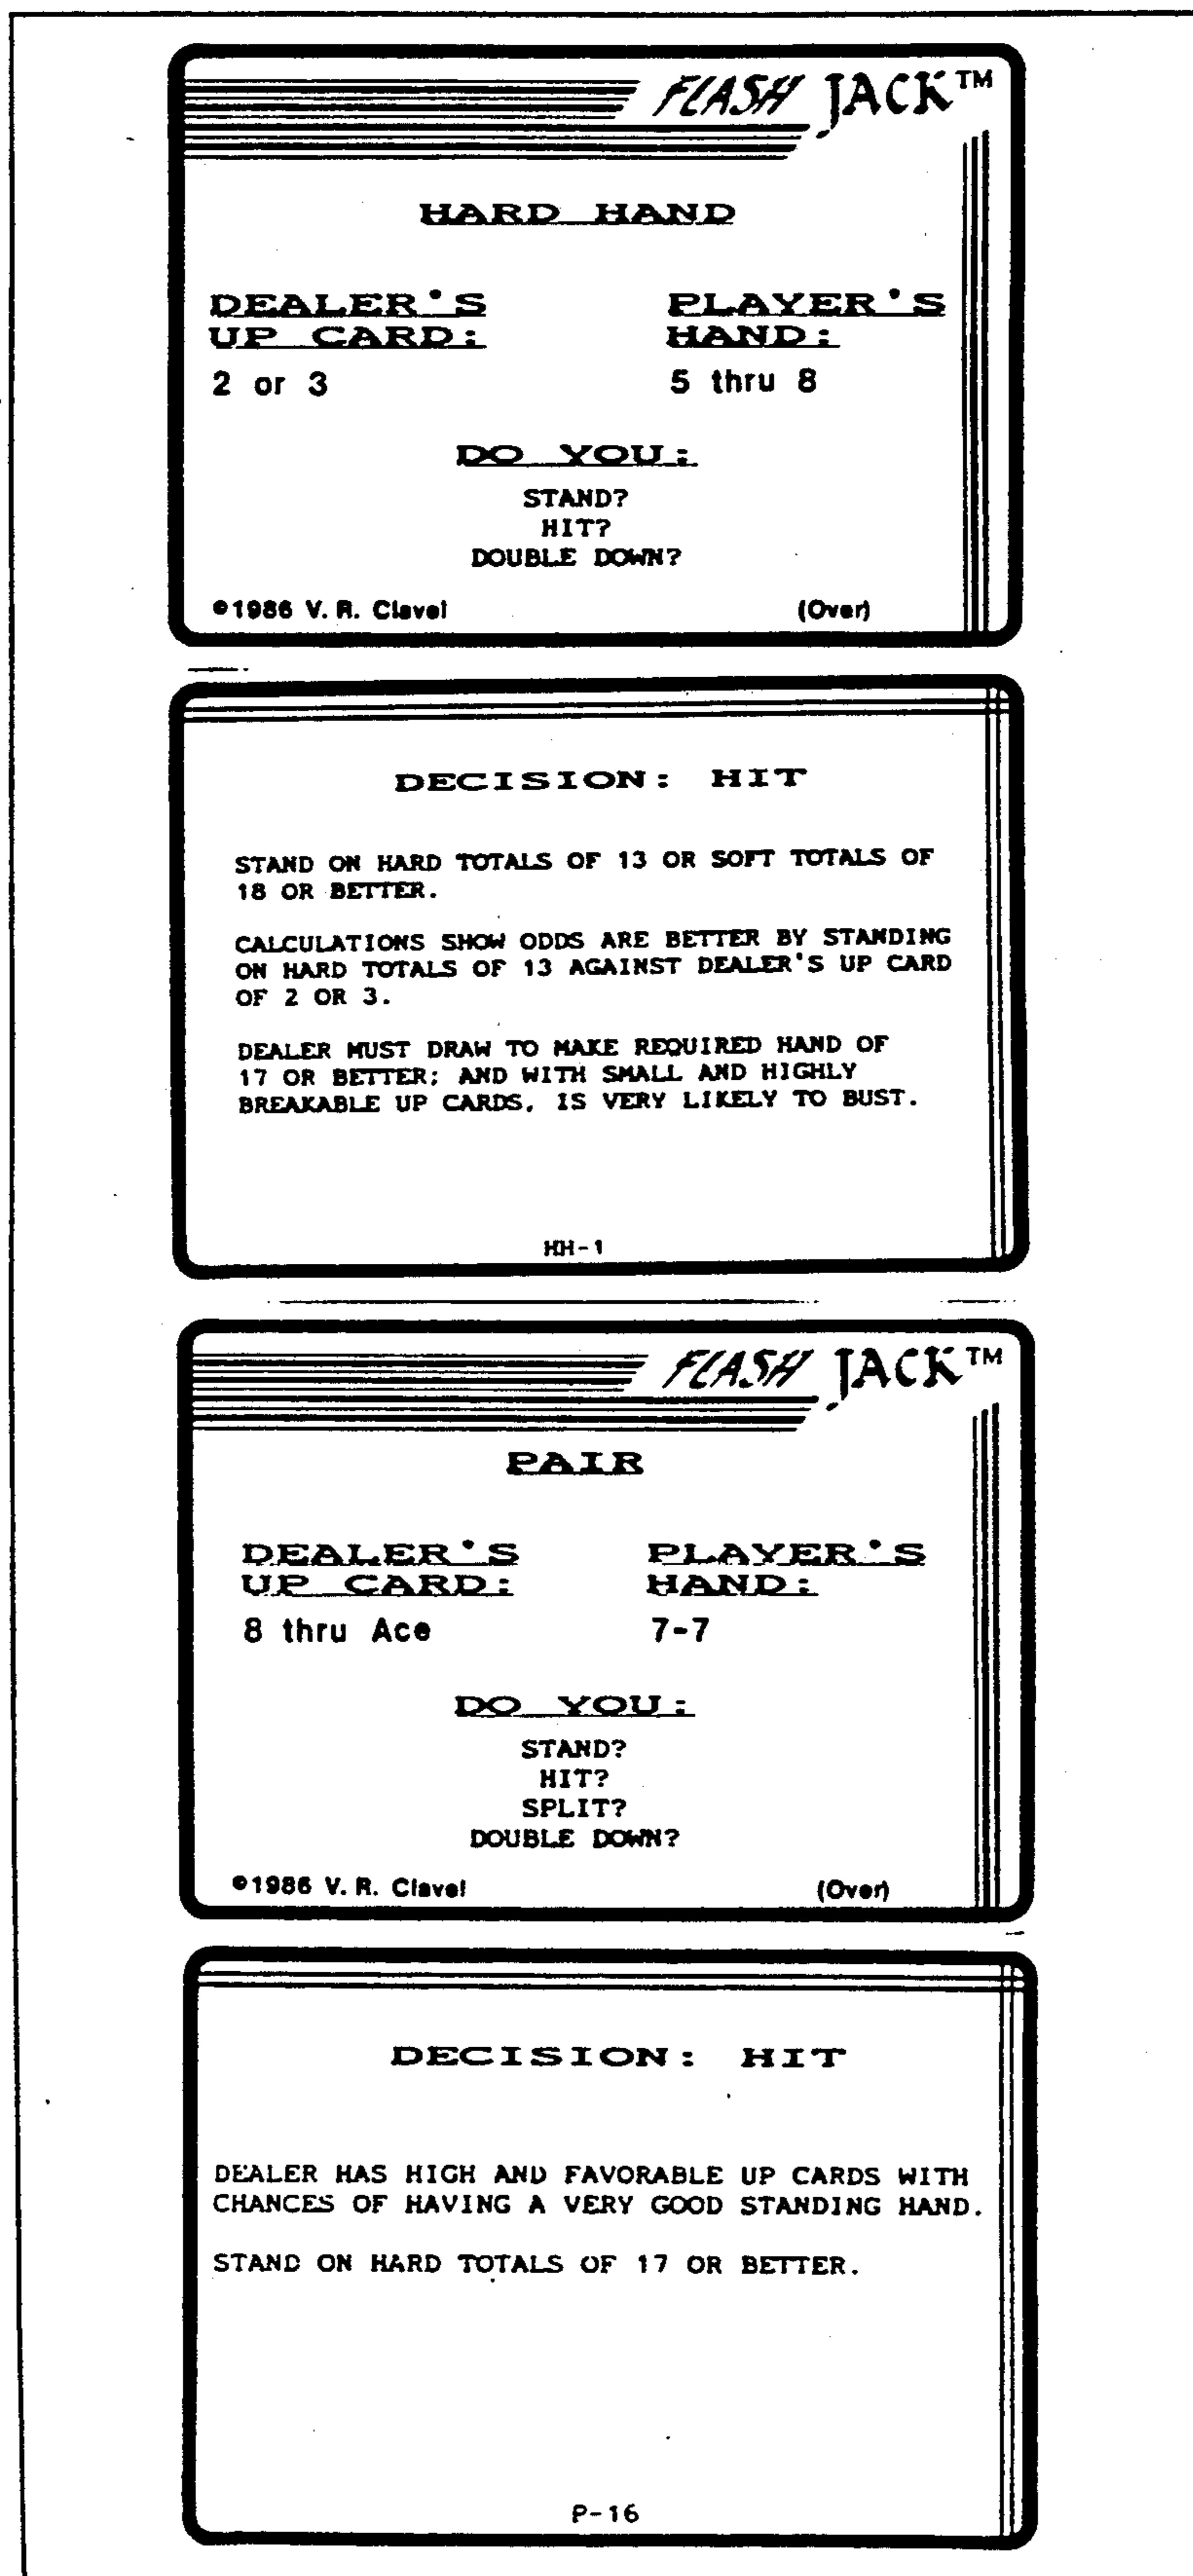 FLASH JACK™
HARD HAND
DEALER'S
UP CARD:
2 or 3
PLAYER'S
HAND:
5 thru 8
DO YOU:
STAND?
HIT?
DOUBLE DOWN?
©1986 V. R. Clavel (Over)
DECISION: HIT
STAND ON HARD TOTALS OF 13 OR SOFT TOTALS OF
18 OR BETTER.
CALCULATIONS SHOW ODDS ARE BETTER BY STANDING
ON HARD TOTALS OF 13 AGAINST DEALER'S UP CARD
OF 2 OR 3.
DEALER MUST DRAW TO MAKE REQUIRED HAND OF
17 OR BETTER; AND WITH SMALL AND HIGHLY
BREAKABLE UP CARDS, IS VERY LIKELY TO BUST.
HH-1
FLASH JACK™
PAIR
DEALER'S
UP CARD:
8 thru Ace
PLAYER'S
HAND:
7-7
DO YOU:
STAND?
HIT?
SPLIT?
DOUBLE DOWN?
©1986 V. R. Clavel (Over)
DECISION: HIT
DEALER HAS HIGH AND FAVORABLE UP CARDS WITH
CHANCES OF HAVING A VERY GOOD STANDING HAND.
STAND ON HARD TOTALS OF 17 OR BETTER.
P-16